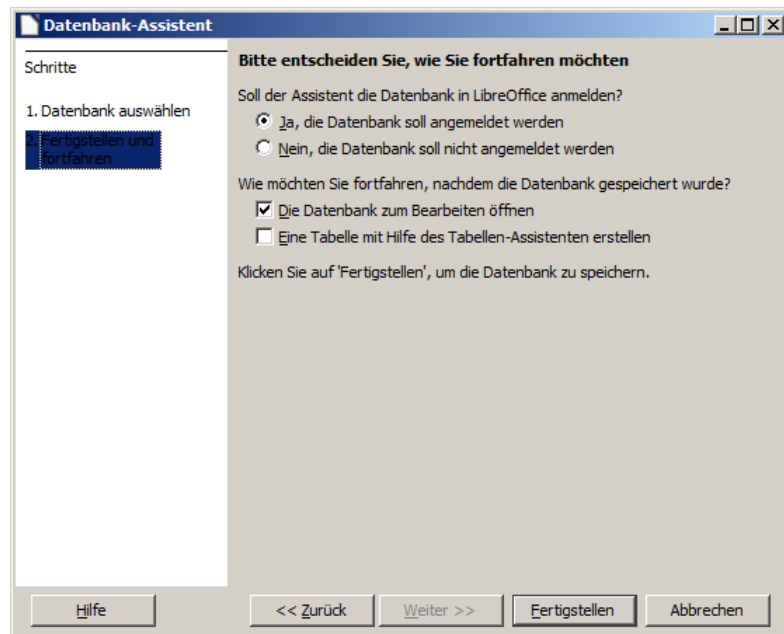 Datenbank-Assistent
Schritte
1. Datenbank auswählen
2. Fertigstellen und
fortfahren
Bitte entscheiden Sie, wie Sie fortfahren möchten
Soll der Assistent die Datenbank in LibreOffice anmelden?
Ja, die Datenbank soll angemeldet werden
Nein, die Datenbank soll nicht angemeldet werden
Wie möchten Sie fortfahren, nachdem die Datenbank gespeichert wurde?
Die Datenbank zum Bearbeiten öffnen
Eine Tabelle mit Hilfe des Tabellen-Assistenten erstellen
Klicken Sie auf 'Fertigstellen', um die Datenbank zu speichern.
Hilfe
<< Zurück
Weiter >>
Fertigstellen
Abbrechen